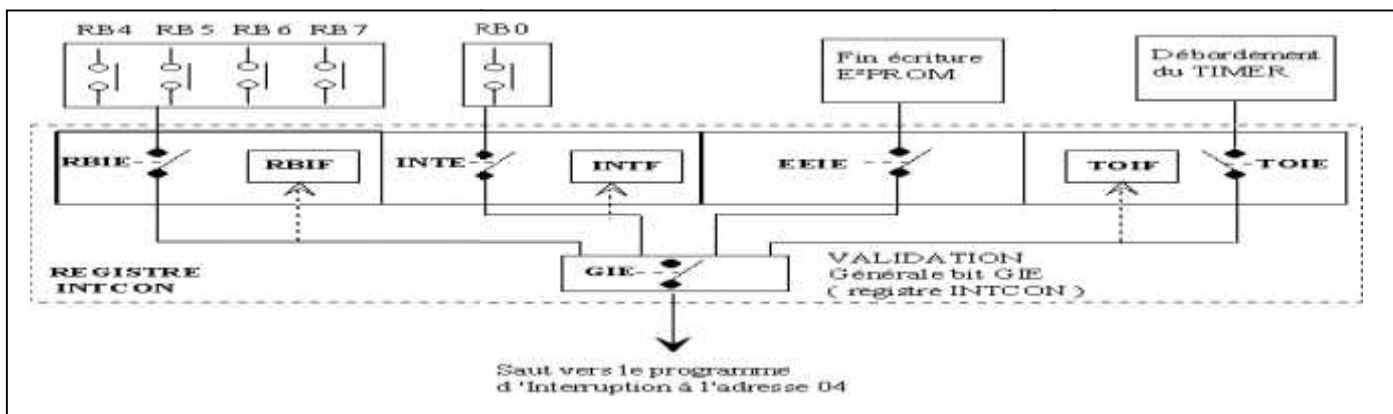 RB4 RB5 RB6 RB7
RB0
Fin écriture
E²PROM
Débordement
du TIMER
RBIE
RBIF
INTE
INTF
EEIE
TOIF
TOIE
REGISTRE
INTCON
GIE
VALIDATION
Générale bit GIE
( registre INTCON )
Saut vers le programme
d'Interruption à l'adresse 04